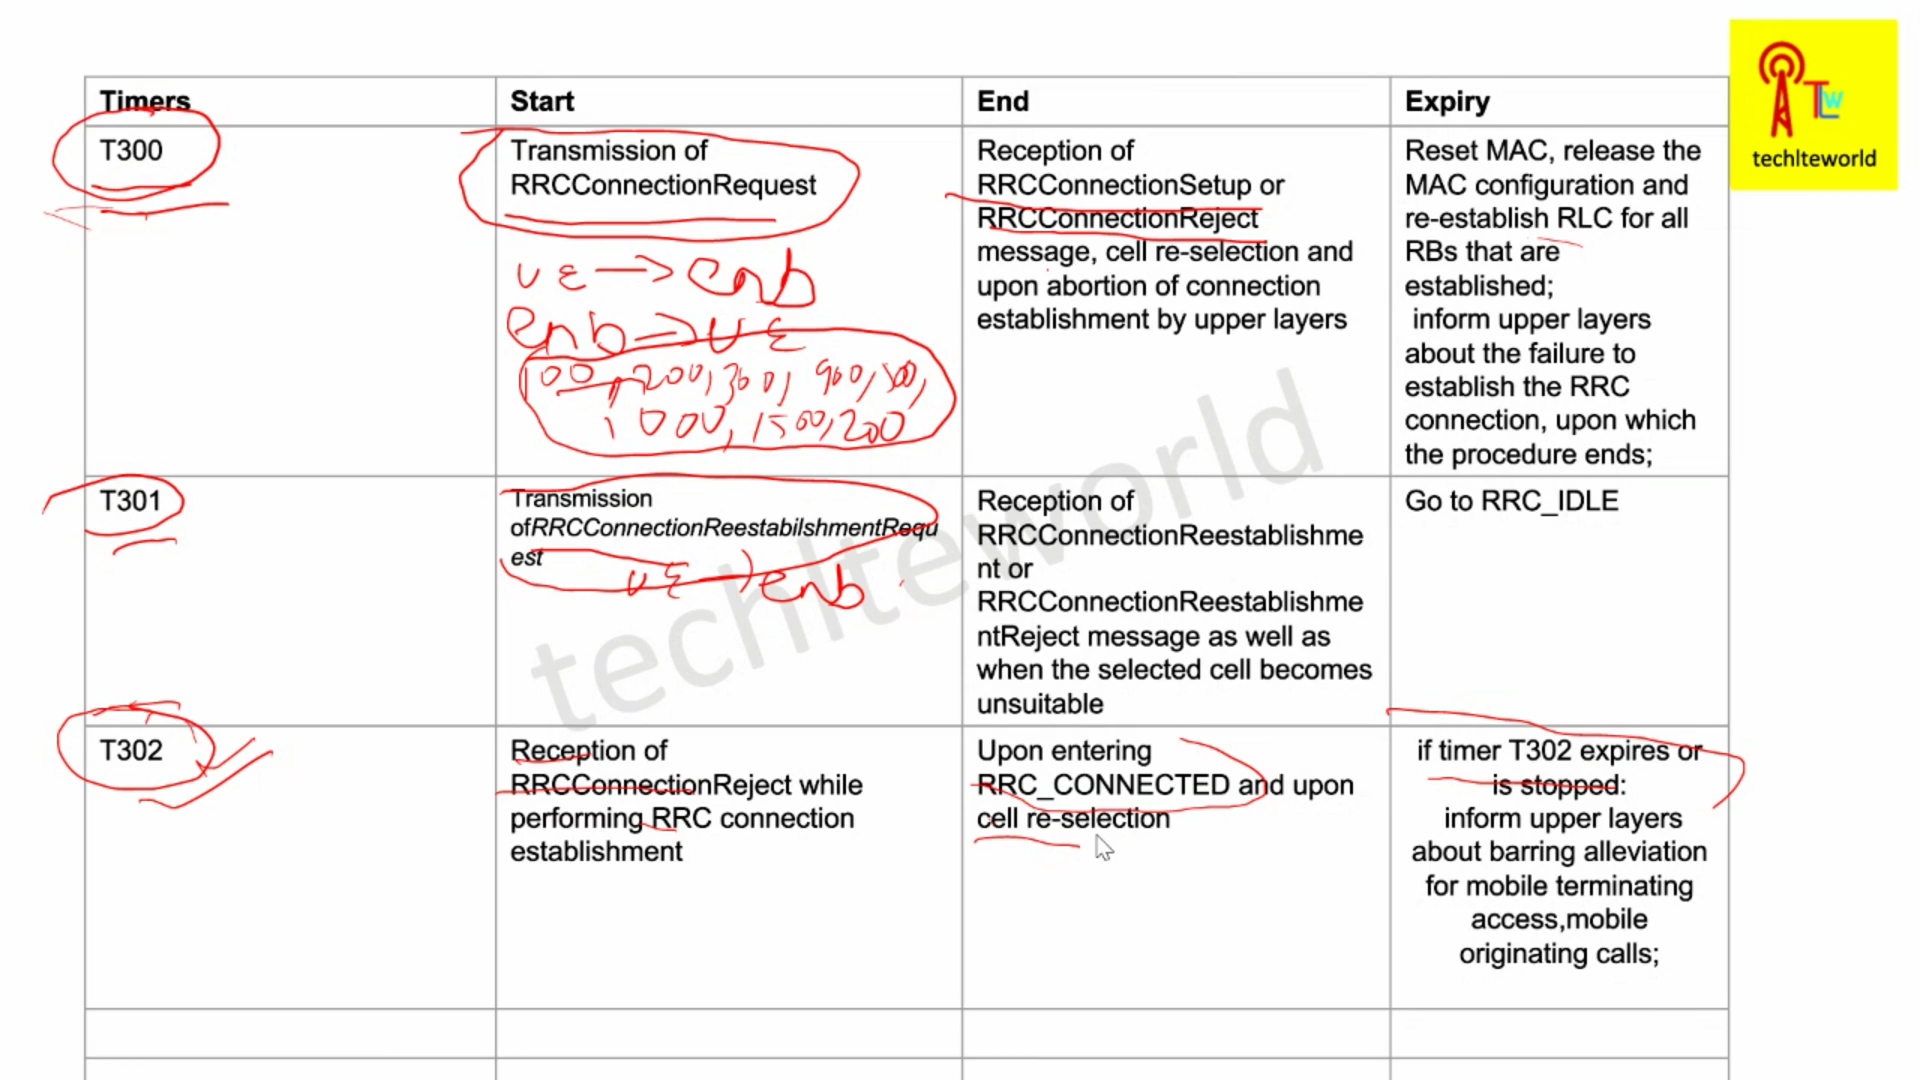 Timers
Start
End
Expiry
T300
Transmission of
RRCConnectionRequest
UE → enb
enb → UE
100, 200, 300, 900, 500,
1000, 1500, 200
Reception of
RRCConnectionSetup or
RRCConnectionReject
message, cell re-selection and
upon abortion of connection
establishment by upper layers
Reset MAC, release the
MAC configuration and
re-establish RLC for all
RBs that are
established;
inform upper layers
about the failure to
establish the RRC
connection, upon which
the procedure ends;
T301
Transmission
ofRRCConnectionReestabilshmentRequ
est
UE → enb
Reception of
RRCConnectionReestablishme
nt or
RRCConnectionReestablishme
ntReject message as well as
when the selected cell becomes
unsuitable
Go to RRC_IDLE
T302
Reception of
RRCConnectionReject while
performing RRC connection
establishment
Upon entering
RRC_CONNECTED and upon
cell re-selection
if timer T302 expires or
is stopped:
inform upper layers
about barring alleviation
for mobile terminating
access,mobile
originating calls;
TLW
techlteworld
techlteworld